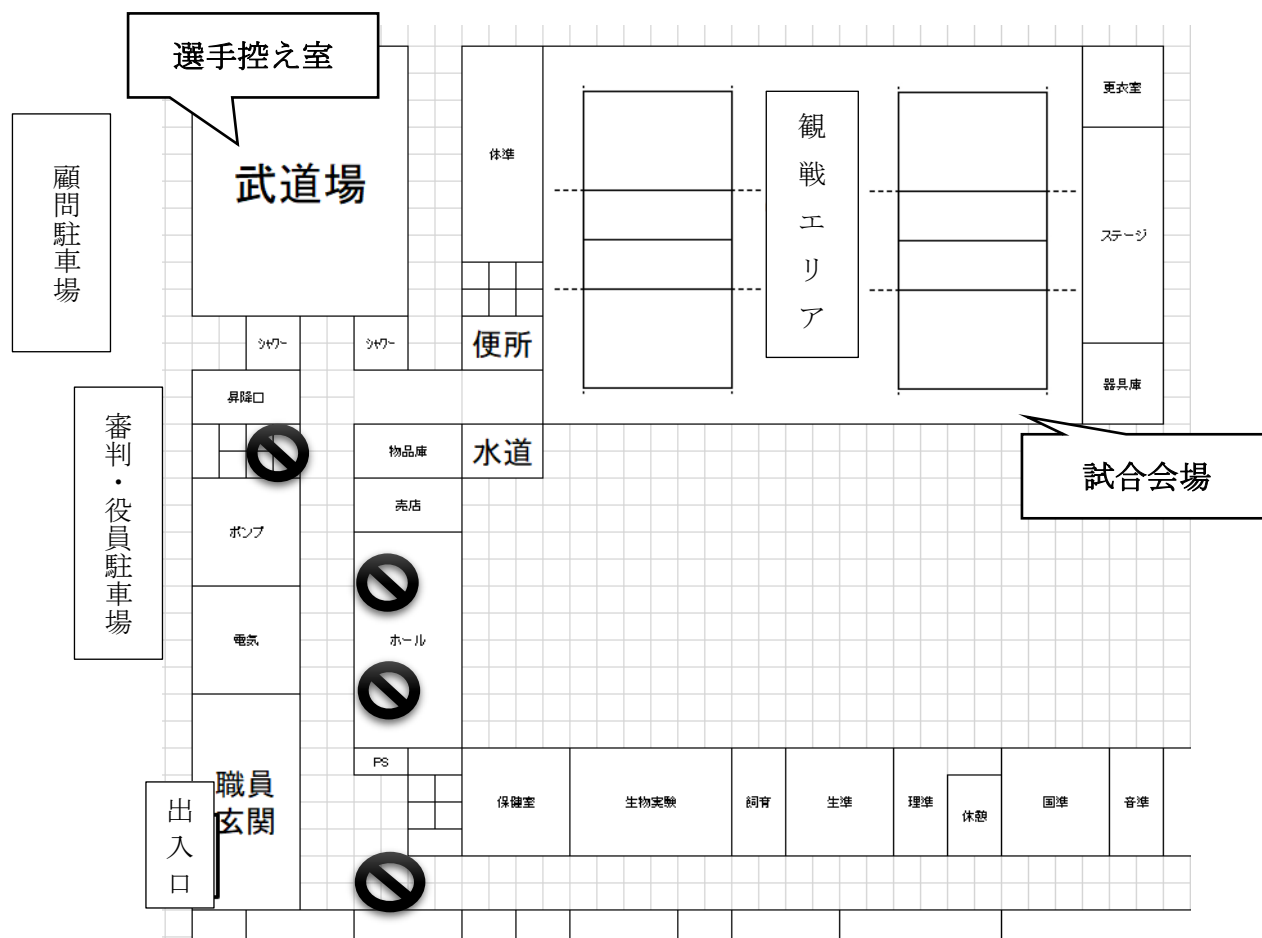 選手控え室
武道場
顧問駐車場
体準
観戦エリア
更衣室
ステージ
器具庫
シャワー
シャワー
便所
昇降口
審判・役員駐車場
物品庫
水道
試合会場
売店
ポンプ
電気
ホール
職員
玄関
出入口
PS
保健室
生物実験
飼育
生準
理準
休憩
国準
音準